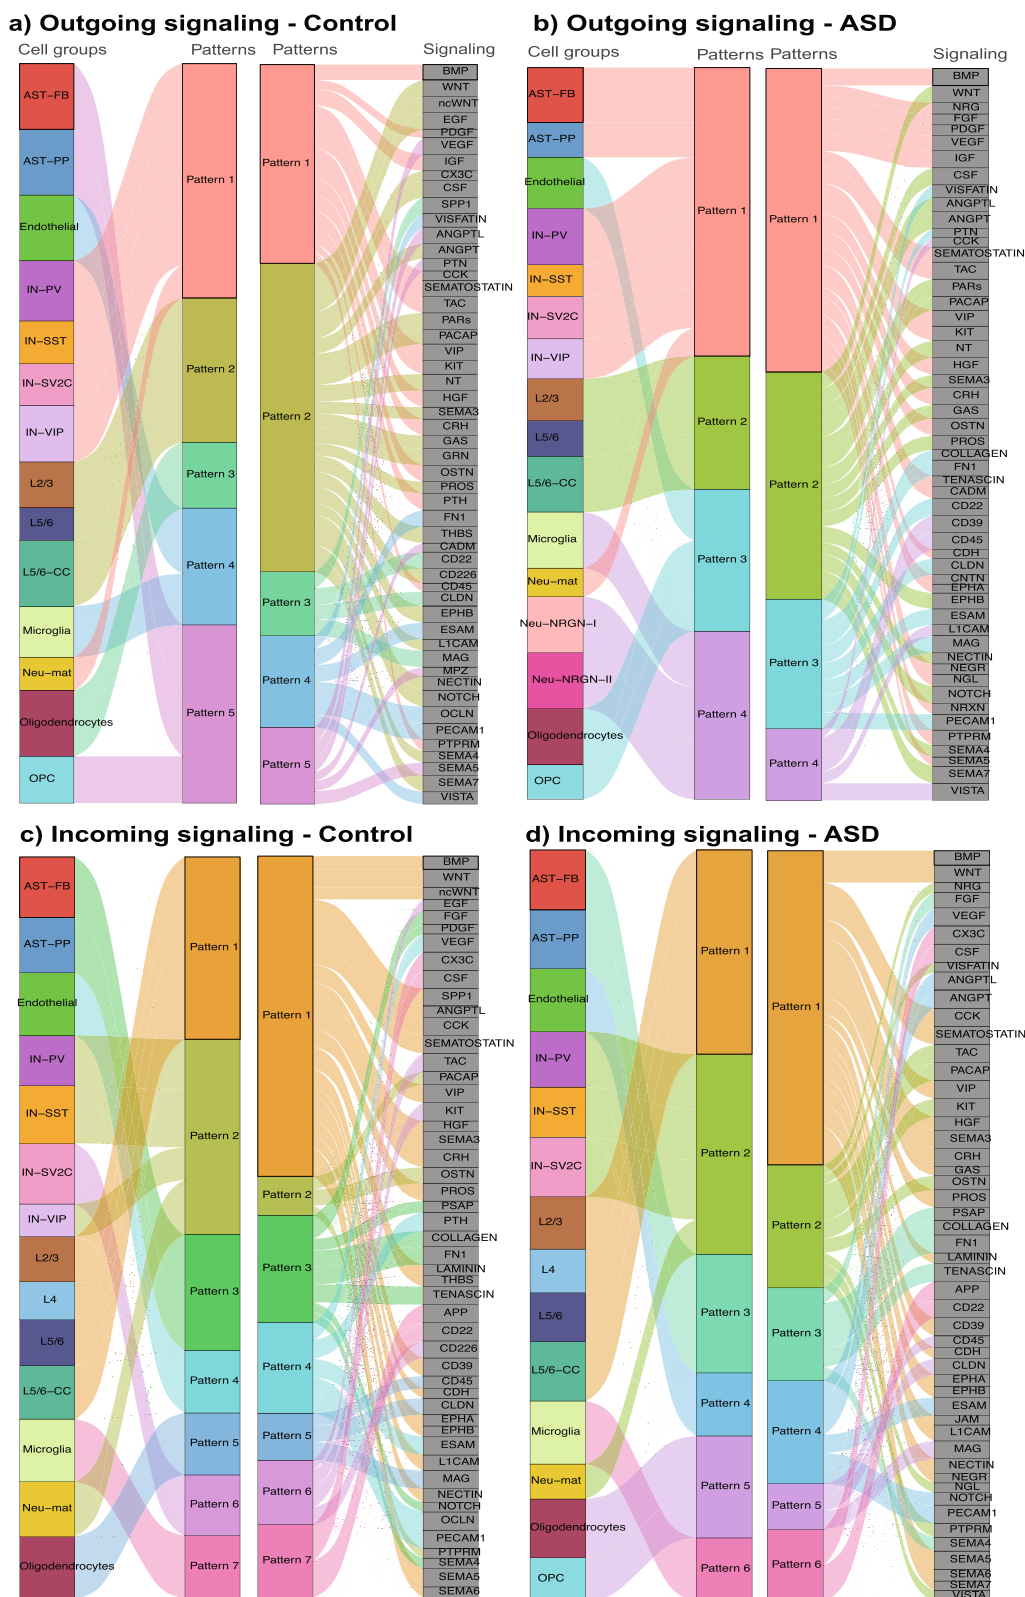 a) Outgoing signaling - Control
Cell groups
Patterns
Patterns
Signaling
AST−FB
AST−PP
Endothelial
IN−PV
IN−SST
IN−SV2C
IN−VIP
L2/3
L5/6
L5/6−CC
Microglia
Neu−mat
Oligodendrocytes
OPC
Pattern 1
Pattern 2
Pattern 3
Pattern 4
Pattern 5
Pattern 1
Pattern 2
Pattern 3
Pattern 4
Pattern 5
BMP
WNT
ncWNT
EGF
PDGF
VEGF
IGF
CX3C
CSF
SPP1
VISFATIN
ANGPTL
ANGPT
PTN
CCK
SEMATOSTATIN
TAC
PARs
PACAP
VIP
KIT
NT
HGF
SEMA3
CRH
GAS
GRN
OSTN
PROS
PTH
FN1
THBS
CADM
CD22
CD226
CD45
CLDN
EPHB
ESAM
L1CAM
MAG
MPZ
NECTIN
NOTCH
OCLN
PECAM1
PTPRM
SEMA4
SEMA5
SEMA7
VISTA
b) Outgoing signaling - ASD
Cell groups
Patterns
Patterns
Signaling
AST−FB
AST−PP
Endothelial
IN−PV
IN−SST
IN−SV2C
IN−VIP
L2/3
L5/6
L5/6−CC
Microglia
Neu−mat
Neu−NRGN−I
Neu−NRGN−II
Oligodendrocytes
OPC
Pattern 1
Pattern 2
Pattern 3
Pattern 4
Pattern 1
Pattern 2
Pattern 3
Pattern 4
BMP
WNT
NRG
FGF
PDGF
VEGF
IGF
CSF
VISFATIN
ANGPTL
ANGPT
PTN
CCK
SEMATOSTATIN
TAC
PARs
PACAP
VIP
KIT
NT
HGF
SEMA3
CRH
GAS
OSTN
PROS
COLLAGEN
FN1
TENASCIN
CADM
CD22
CD39
CD45
CDH
CLDN
CNTN
EPHA
EPHB
ESAM
L1CAM
MAG
NECTIN
NEGR
NGL
NOTCH
NRXN
PECAM1
PTPRM
SEMA4
SEMA5
SEMA7
VISTA
c) Incoming signaling - Control
AST−FB
AST−PP
Endothelial
IN−PV
IN−SST
IN−SV2C
IN−VIP
L2/3
L4
L5/6
L5/6−CC
Microglia
Neu−mat
Oligodendrocytes
Pattern 1
Pattern 2
Pattern 3
Pattern 4
Pattern 5
Pattern 6
Pattern 7
Pattern 1
Pattern 2
Pattern 3
Pattern 4
Pattern 5
Pattern 6
Pattern 7
BMP
WNT
ncWNT
EGF
FGF
PDGF
VEGF
CX3C
CSF
SPP1
ANGPTL
CCK
SEMATOSTATIN
TAC
PACAP
VIP
KIT
HGF
SEMA3
CRH
OSTN
PROS
PSAP
PTH
COLLAGEN
FN1
LAMININ
THBS
TENASCIN
APP
CD22
CD226
CD39
CD45
CDH
CLDN
EPHA
EPHB
ESAM
L1CAM
MAG
NECTIN
NOTCH
OCLN
PECAM1
PTPRM
SEMA4
SEMA5
SEMA6
d) Incoming signaling - ASD
AST−FB
AST−PP
Endothelial
IN−PV
IN−SST
IN−SV2C
L2/3
L4
L5/6
L5/6−CC
Microglia
Neu−mat
Oligodendrocytes
OPC
Pattern 1
Pattern 2
Pattern 3
Pattern 4
Pattern 5
Pattern 6
Pattern 1
Pattern 2
Pattern 3
Pattern 4
Pattern 5
Pattern 6
BMP
WNT
NRG
FGF
VEGF
CX3C
CSF
VISFATIN
ANGPTL
ANGPT
CCK
SEMATOSTATIN
TAC
PACAP
VIP
KIT
HGF
SEMA3
CRH
GAS
OSTN
PROS
PSAP
COLLAGEN
FN1
LAMININ
TENASCIN
APP
CD22
CD39
CD45
CDH
CLDN
EPHA
EPHB
ESAM
JAM
L1CAM
MAG
NECTIN
NEGR
NGL
NOTCH
PECAM1
PTPRM
SEMA4
SEMA5
SEMA6
SEMA7
VISTA